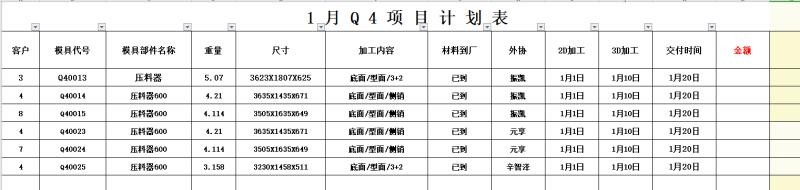 1月Q4项目计划表
客户 模具代号 模具部件名称 重量 尺寸 加工内容 材料到厂 外协 2D加工 3D加工 交付时间 金额
3 Q40013 压料器 5.07 3623X1807X625 底面/型面/3+2 已到 振凯 1月1日 1月10日 1月20日
4 Q40014 压料器600 4.21 3635X1435X671 底面/型面/侧销 已到 振凯 1月1日 1月10日 1月20日
8 Q40015 压料器600 4.114 3505X1635X649 底面/型面/侧销 已到 振凯 1月1日 1月10日 1月20日
4 Q40023 压料器600 4.21 3635X1435X671 底面/型面/侧销 已到 元享 1月1日 1月10日 1月20日
7 Q40024 压料器600 4.114 3505X1635X649 底面/型面/侧销 已到 元享 1月1日 1月10日 1月20日
4 Q40025 压料器600 3.158 3230X1458X511 底面/型面/3+2 已到 辛智泽 1月1日 1月10日 1月20日